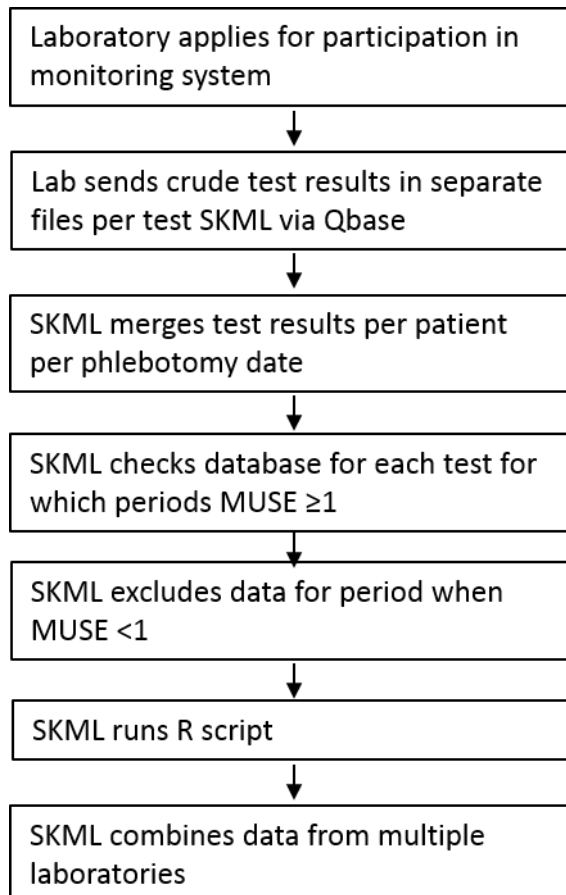 Laboratory applies for participation in
monitoring system
Lab sends crude test results in separate
files per test SKML via Qbase
SKML merges test results per patient
per phlebotomy date
SKML checks database for each test for
which periods MUSE ≥1
SKML excludes data for period when
MUSE <1
SKML runs R script
SKML combines data from multiple
laboratories